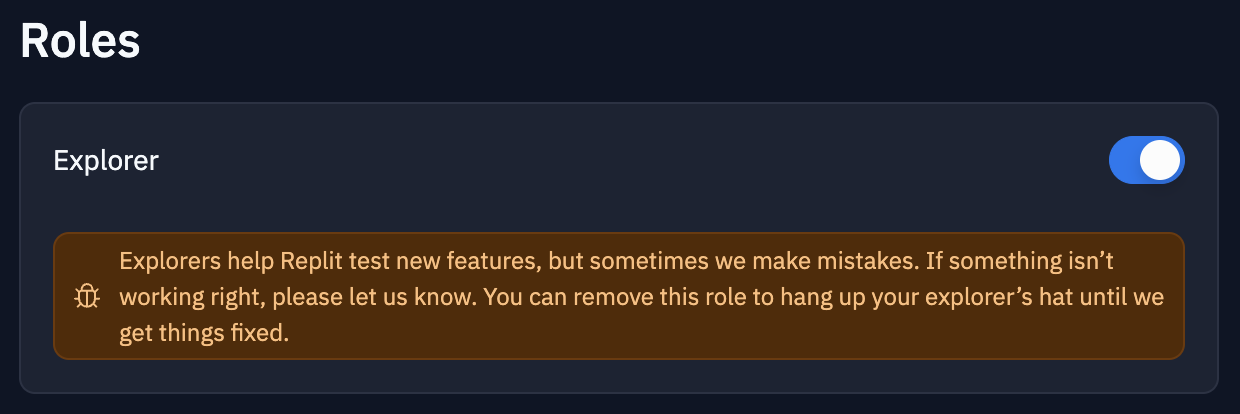 Roles
Explorer
Explorers help Replit test new features, but sometimes we make mistakes. If something isn’t
working right, please let us know. You can remove this role to hang up your explorer’s hat until we
get things fixed.